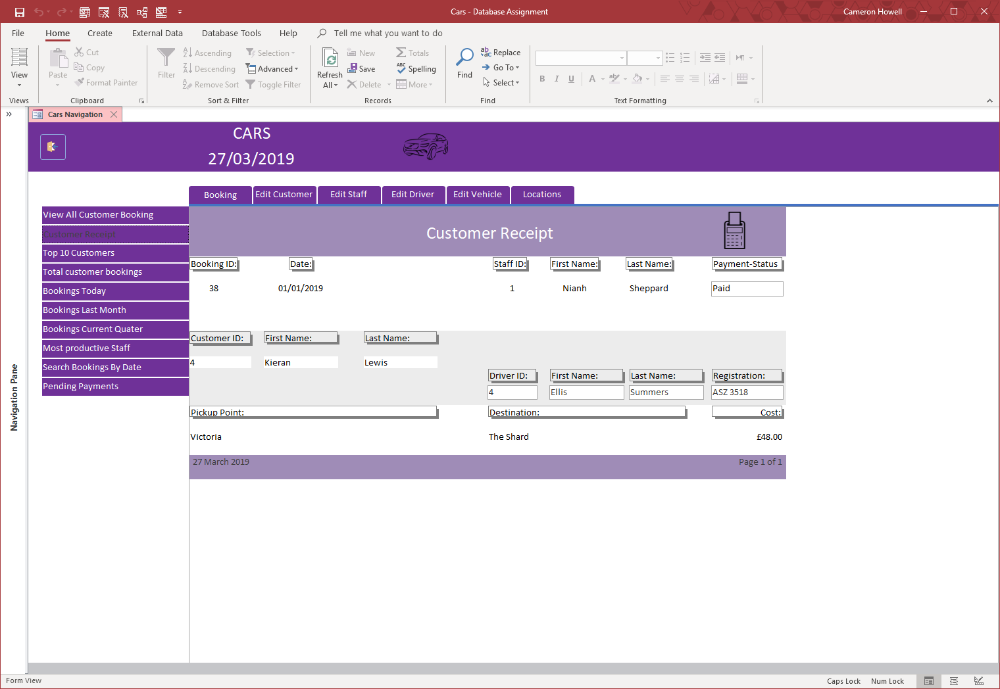 Cars - Database Assignment
Cameron Howell
File Home Create External Data Database Tools Help Tell me what you want to do
View
Views
Paste
Cut
Copy
Format Painter
Clipboard
Filter
Ascending
Descending
Remove Sort
Selection
Advanced
Toggle Filter
Sort & Filter
Refresh
All
New
Save
Delete
Totals
Spelling
More
Records
Find
Replace
Go To
Select
Find
B I U A
Text Formatting
Cars Navigation
Navigation Pane
CARS
27/03/2019
Booking Edit Customer Edit Staff Edit Driver Edit Vehicle Locations
View All Customer Booking
Customer Receipt
Top 10 Customers
Total customer bookings
Bookings Today
Bookings Last Month
Bookings Current Quater
Most productive Staff
Search Bookings By Date
Pending Payments
Customer Receipt
Booking ID: Date: Staff ID: First Name: Last Name: Payment-Status
38 01/01/2019 1 Nianh Sheppard Paid
Customer ID: First Name: Last Name:
4 Kieran Lewis
Driver ID: First Name: Last Name: Registration:
4 Ellis Summers ASZ 3518
Pickup Point: Destination: Cost:
Victoria The Shard £48.00
27 March 2019 Page 1 of 1
Form View Caps Lock Num Lock